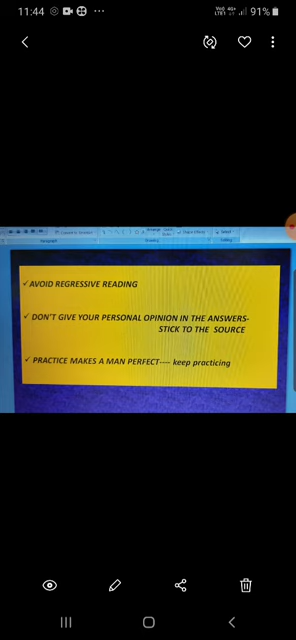 11:44
91%
✓ AVOID REGRESSIVE READING
✓ DON'T GIVE YOUR PERSONAL OPINION IN THE ANSWERS-
STICK TO THE SOURCE
✓ PRACTICE MAKES A MAN PERFECT---- keep practicing